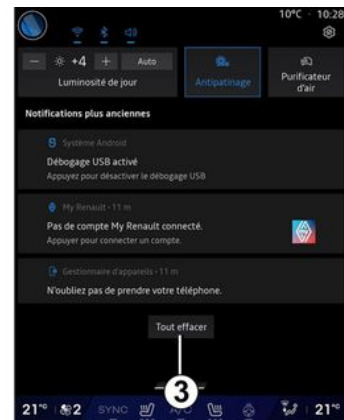 10°C 10:28
+4 Auto
Luminosité de jour
Antipatinage
Purificateur
d'air
Notifications plus anciennes
Système Android
Débogage USB activé
Appuyez pour désactiver le débogage USB
My Renault · 11 m
Pas de compte My Renault connecté.
Appuyer pour connecter un compte.
Gestionnaire d'appareils · 11 m
N'oubliez pas de prendre votre téléphone.
Tout effacer
3
21°° 2 SYNC A/C 21°°